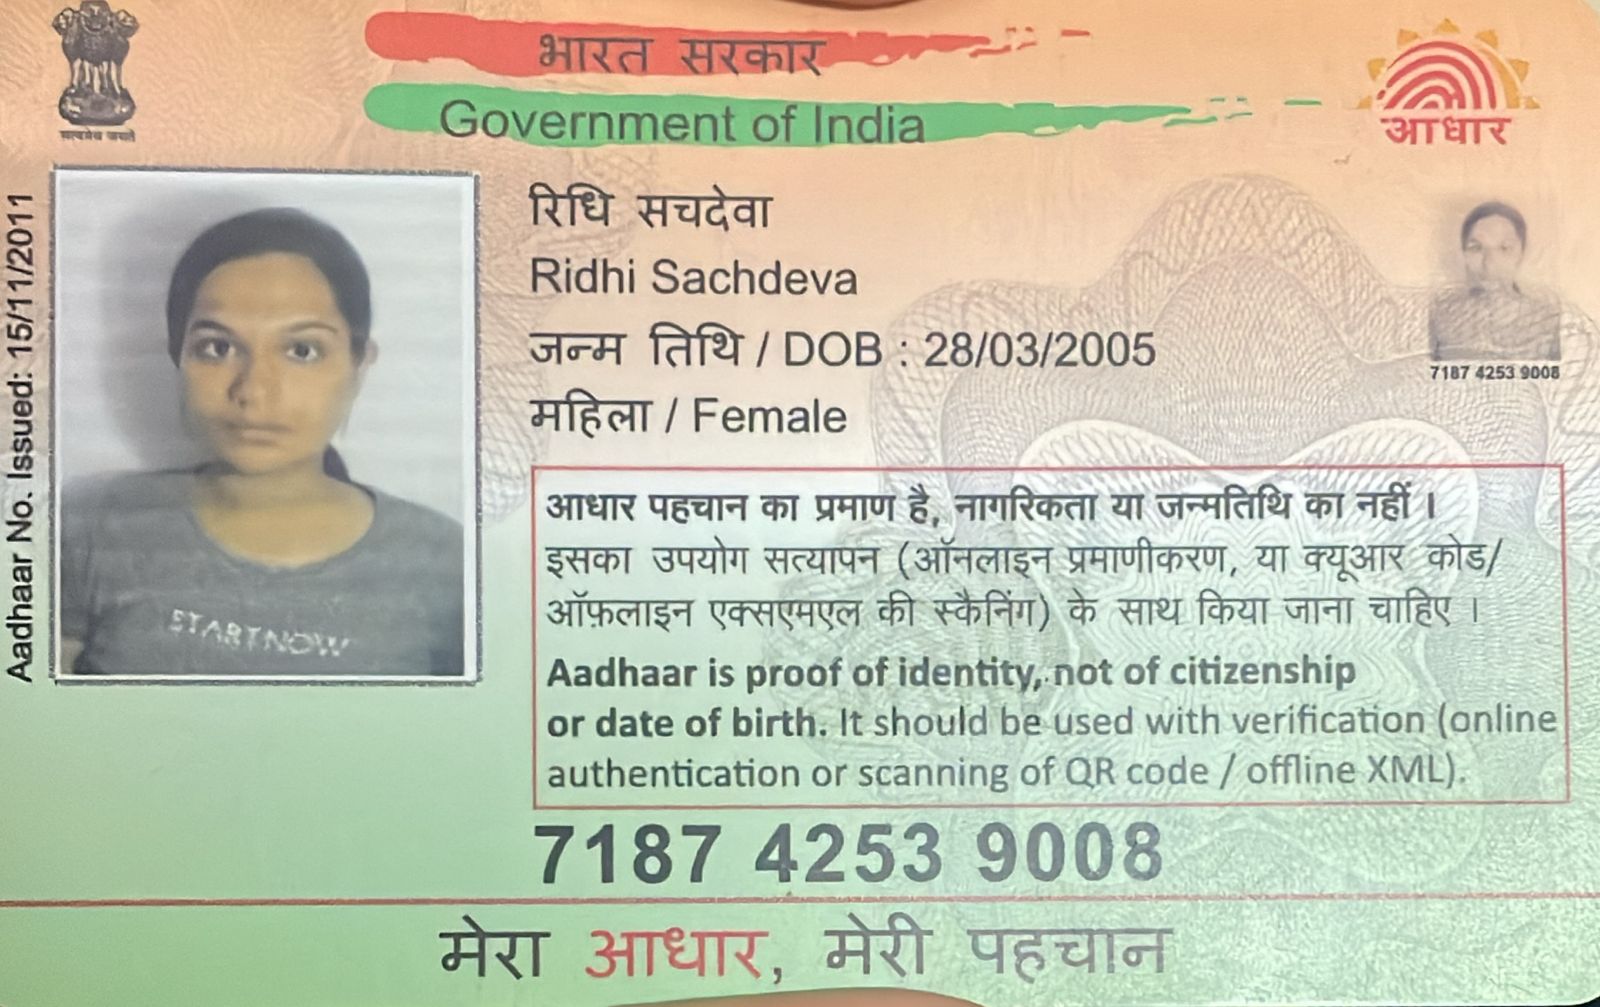 सत्यमेव जयते
भारत सरकार
Government of India
आधार
Aadhaar No. Issued: 15/11/2011
रिधि सचदेवा
Ridhi Sachdeva
जन्म तिथि / DOB : 28/03/2005
महिला / Female
7187 4253 9008
START NOW
आधार पहचान का प्रमाण है, नागरिकता या जन्मतिथि का नहीं ।
इसका उपयोग सत्यापन (ऑनलाइन प्रमाणीकरण, या क्यूआर कोड/
ऑफ़लाइन एक्सएमएल की स्कैनिंग) के साथ किया जाना चाहिए ।
Aadhaar is proof of identity, not of citizenship
or date of birth. It should be used with verification (online
authentication or scanning of QR code / offline XML).
7187 4253 9008
मेरा आधार, मेरी पहचान